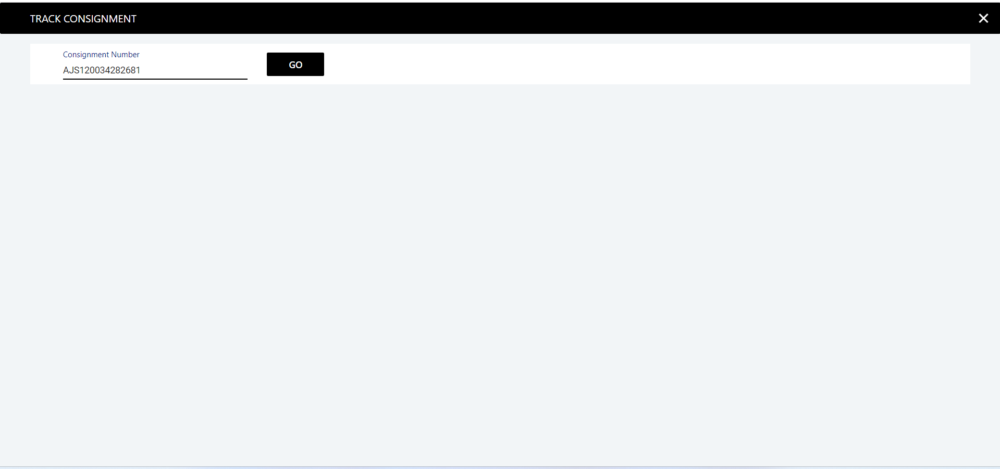 TRACK CONSIGNMENT
Consignment Number
AJS120034282681
GO